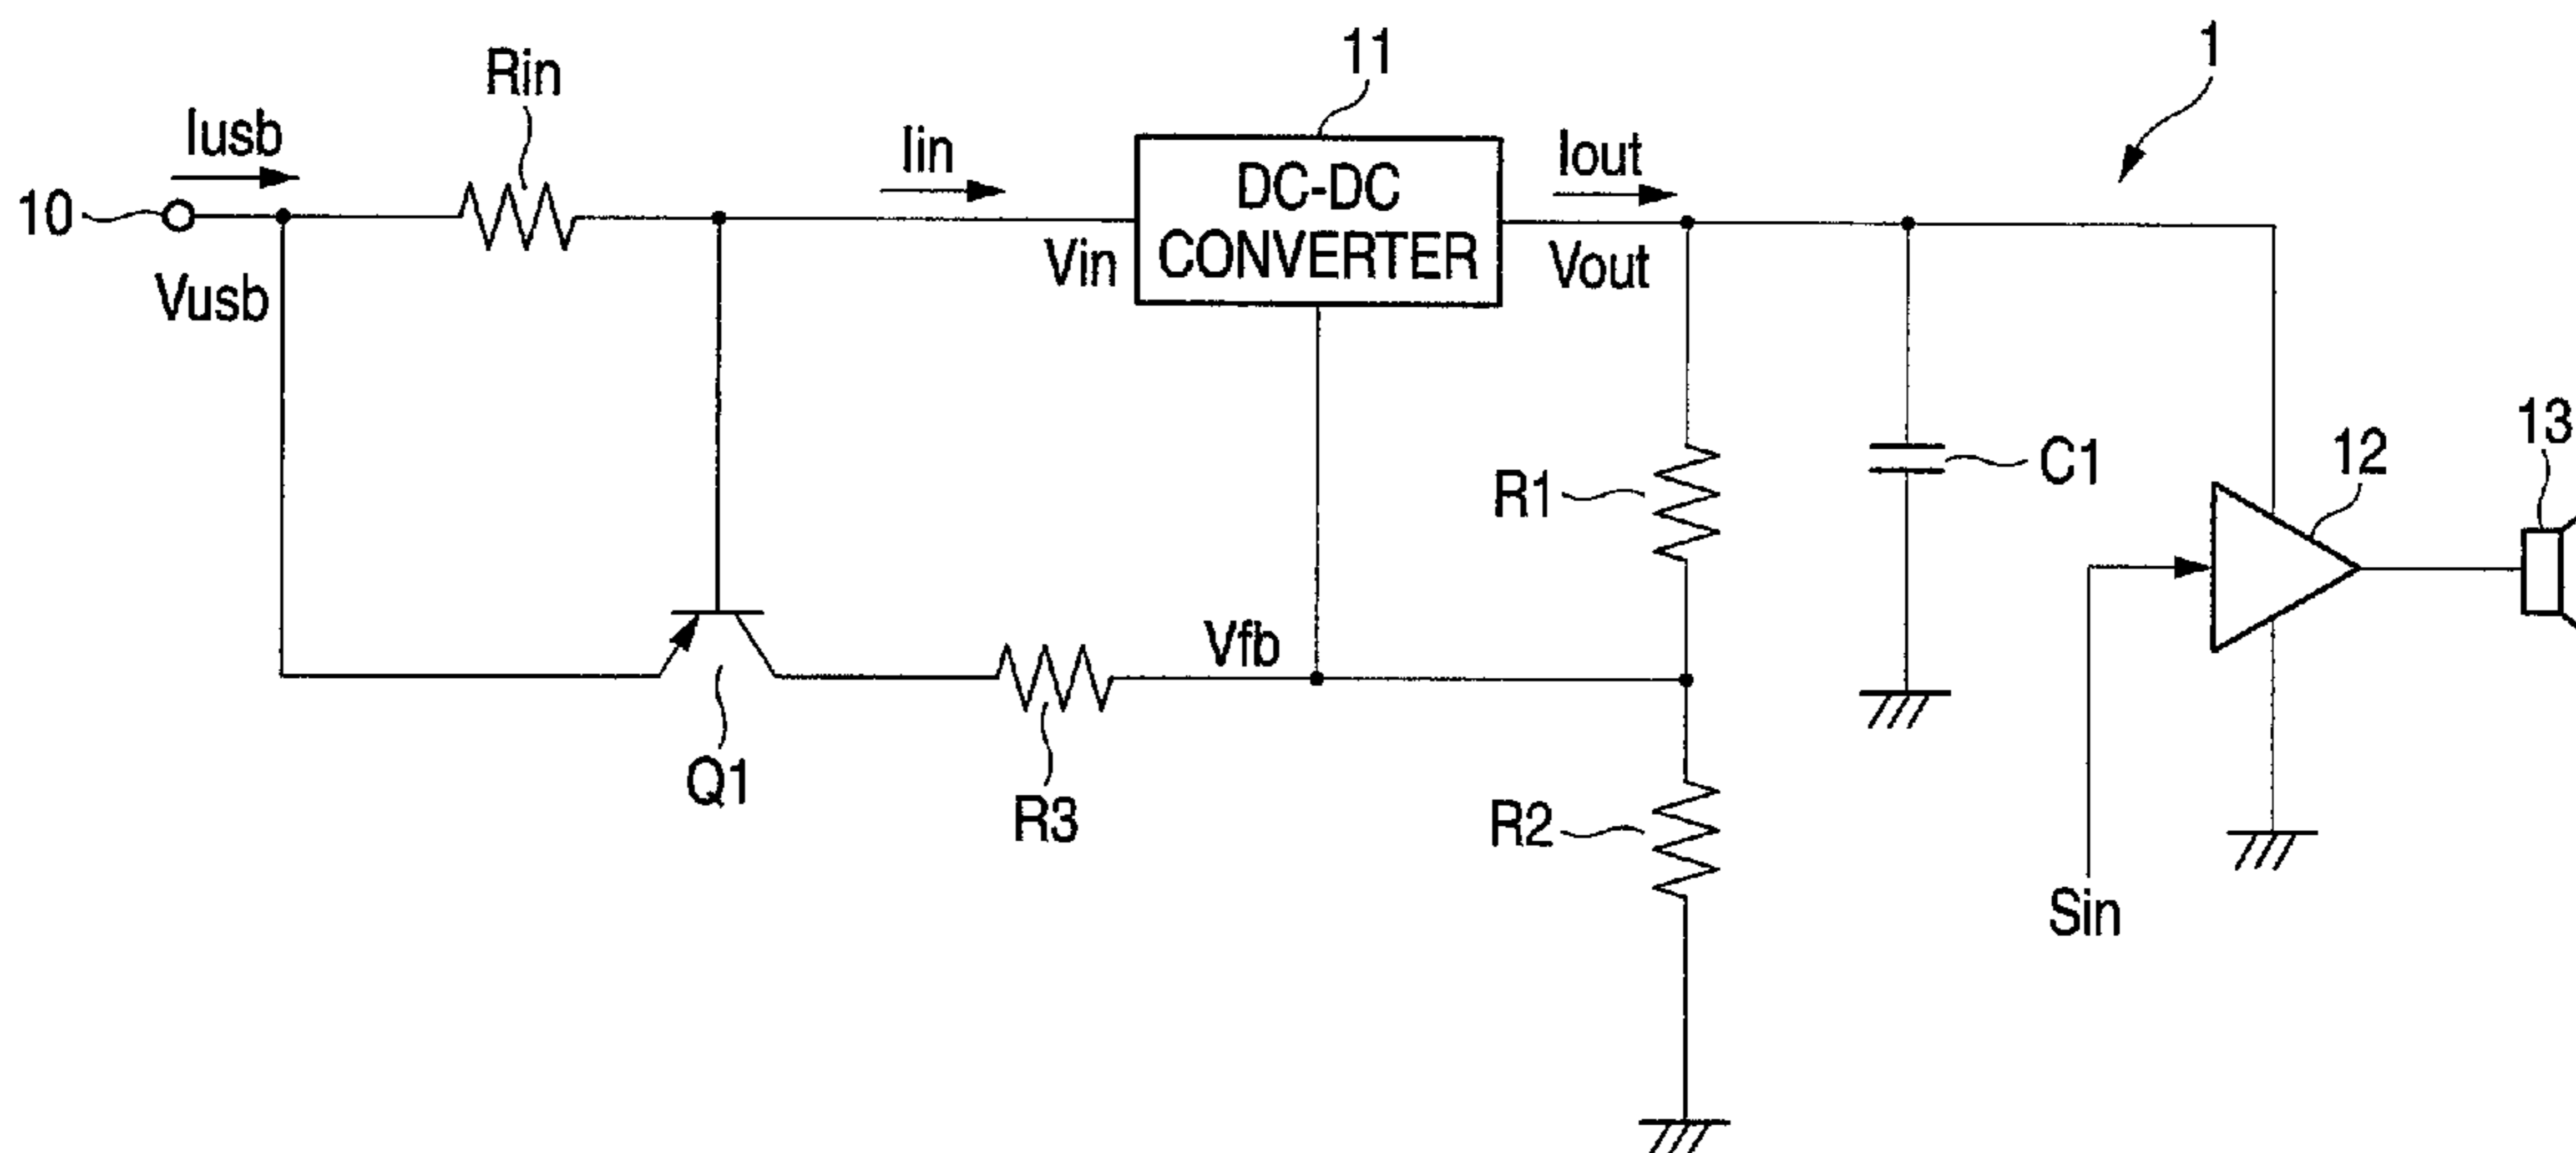 1
11
Rin
Iusb
Iin
Iout
10
DC-DC
CONVERTER
Vusb
Vin
Vout
13
12
C1
R1
Vfb
Q1
R3
R2
Sin